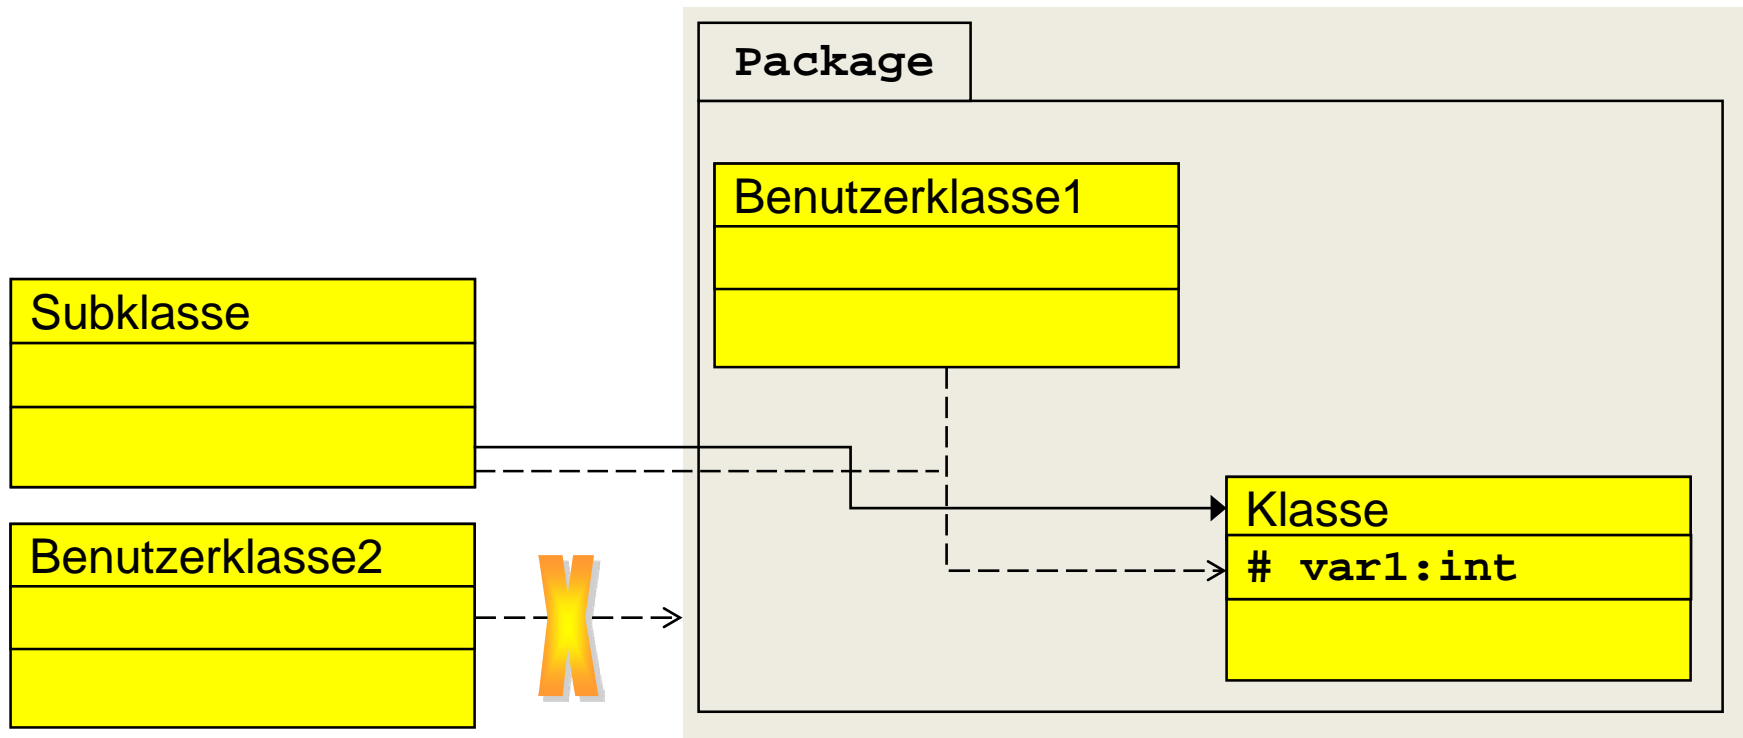 Package
Benutzerklasse1
Subklasse
Klasse
# var1:int
Benutzerklasse2
X